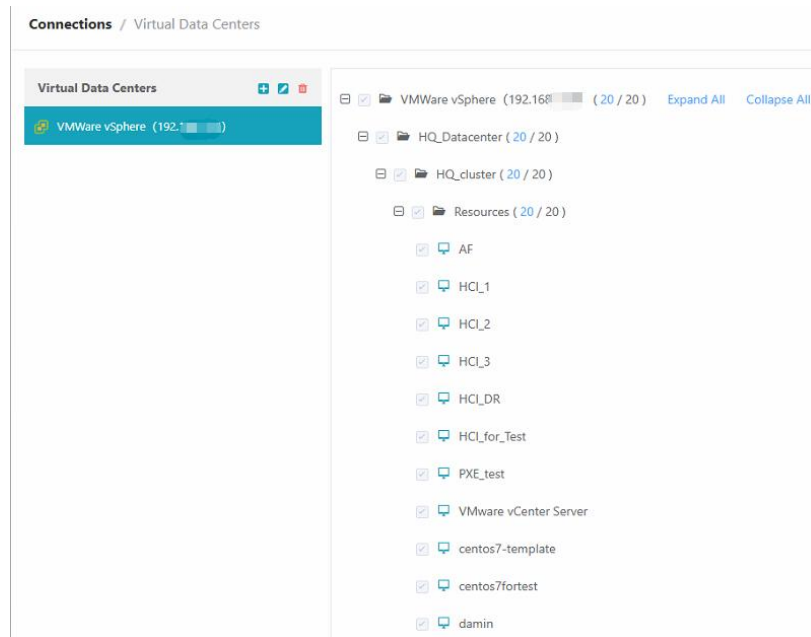 Connections / Virtual Data Centers
Virtual Data Centers
VMWare vSphere (192.1 )
VMWare vSphere (192.168 (20 / 20) Expand All Collapse All
HQ_Datacenter (20 / 20)
HQ_cluster (20 / 20)
Resources (20 / 20)
AF
HCI_1
HCI_2
HCI_3
HCI_DR
HCI_for_Test
PXE_test
VMware vCenter Server
centos7-template
centos7fortest
damin